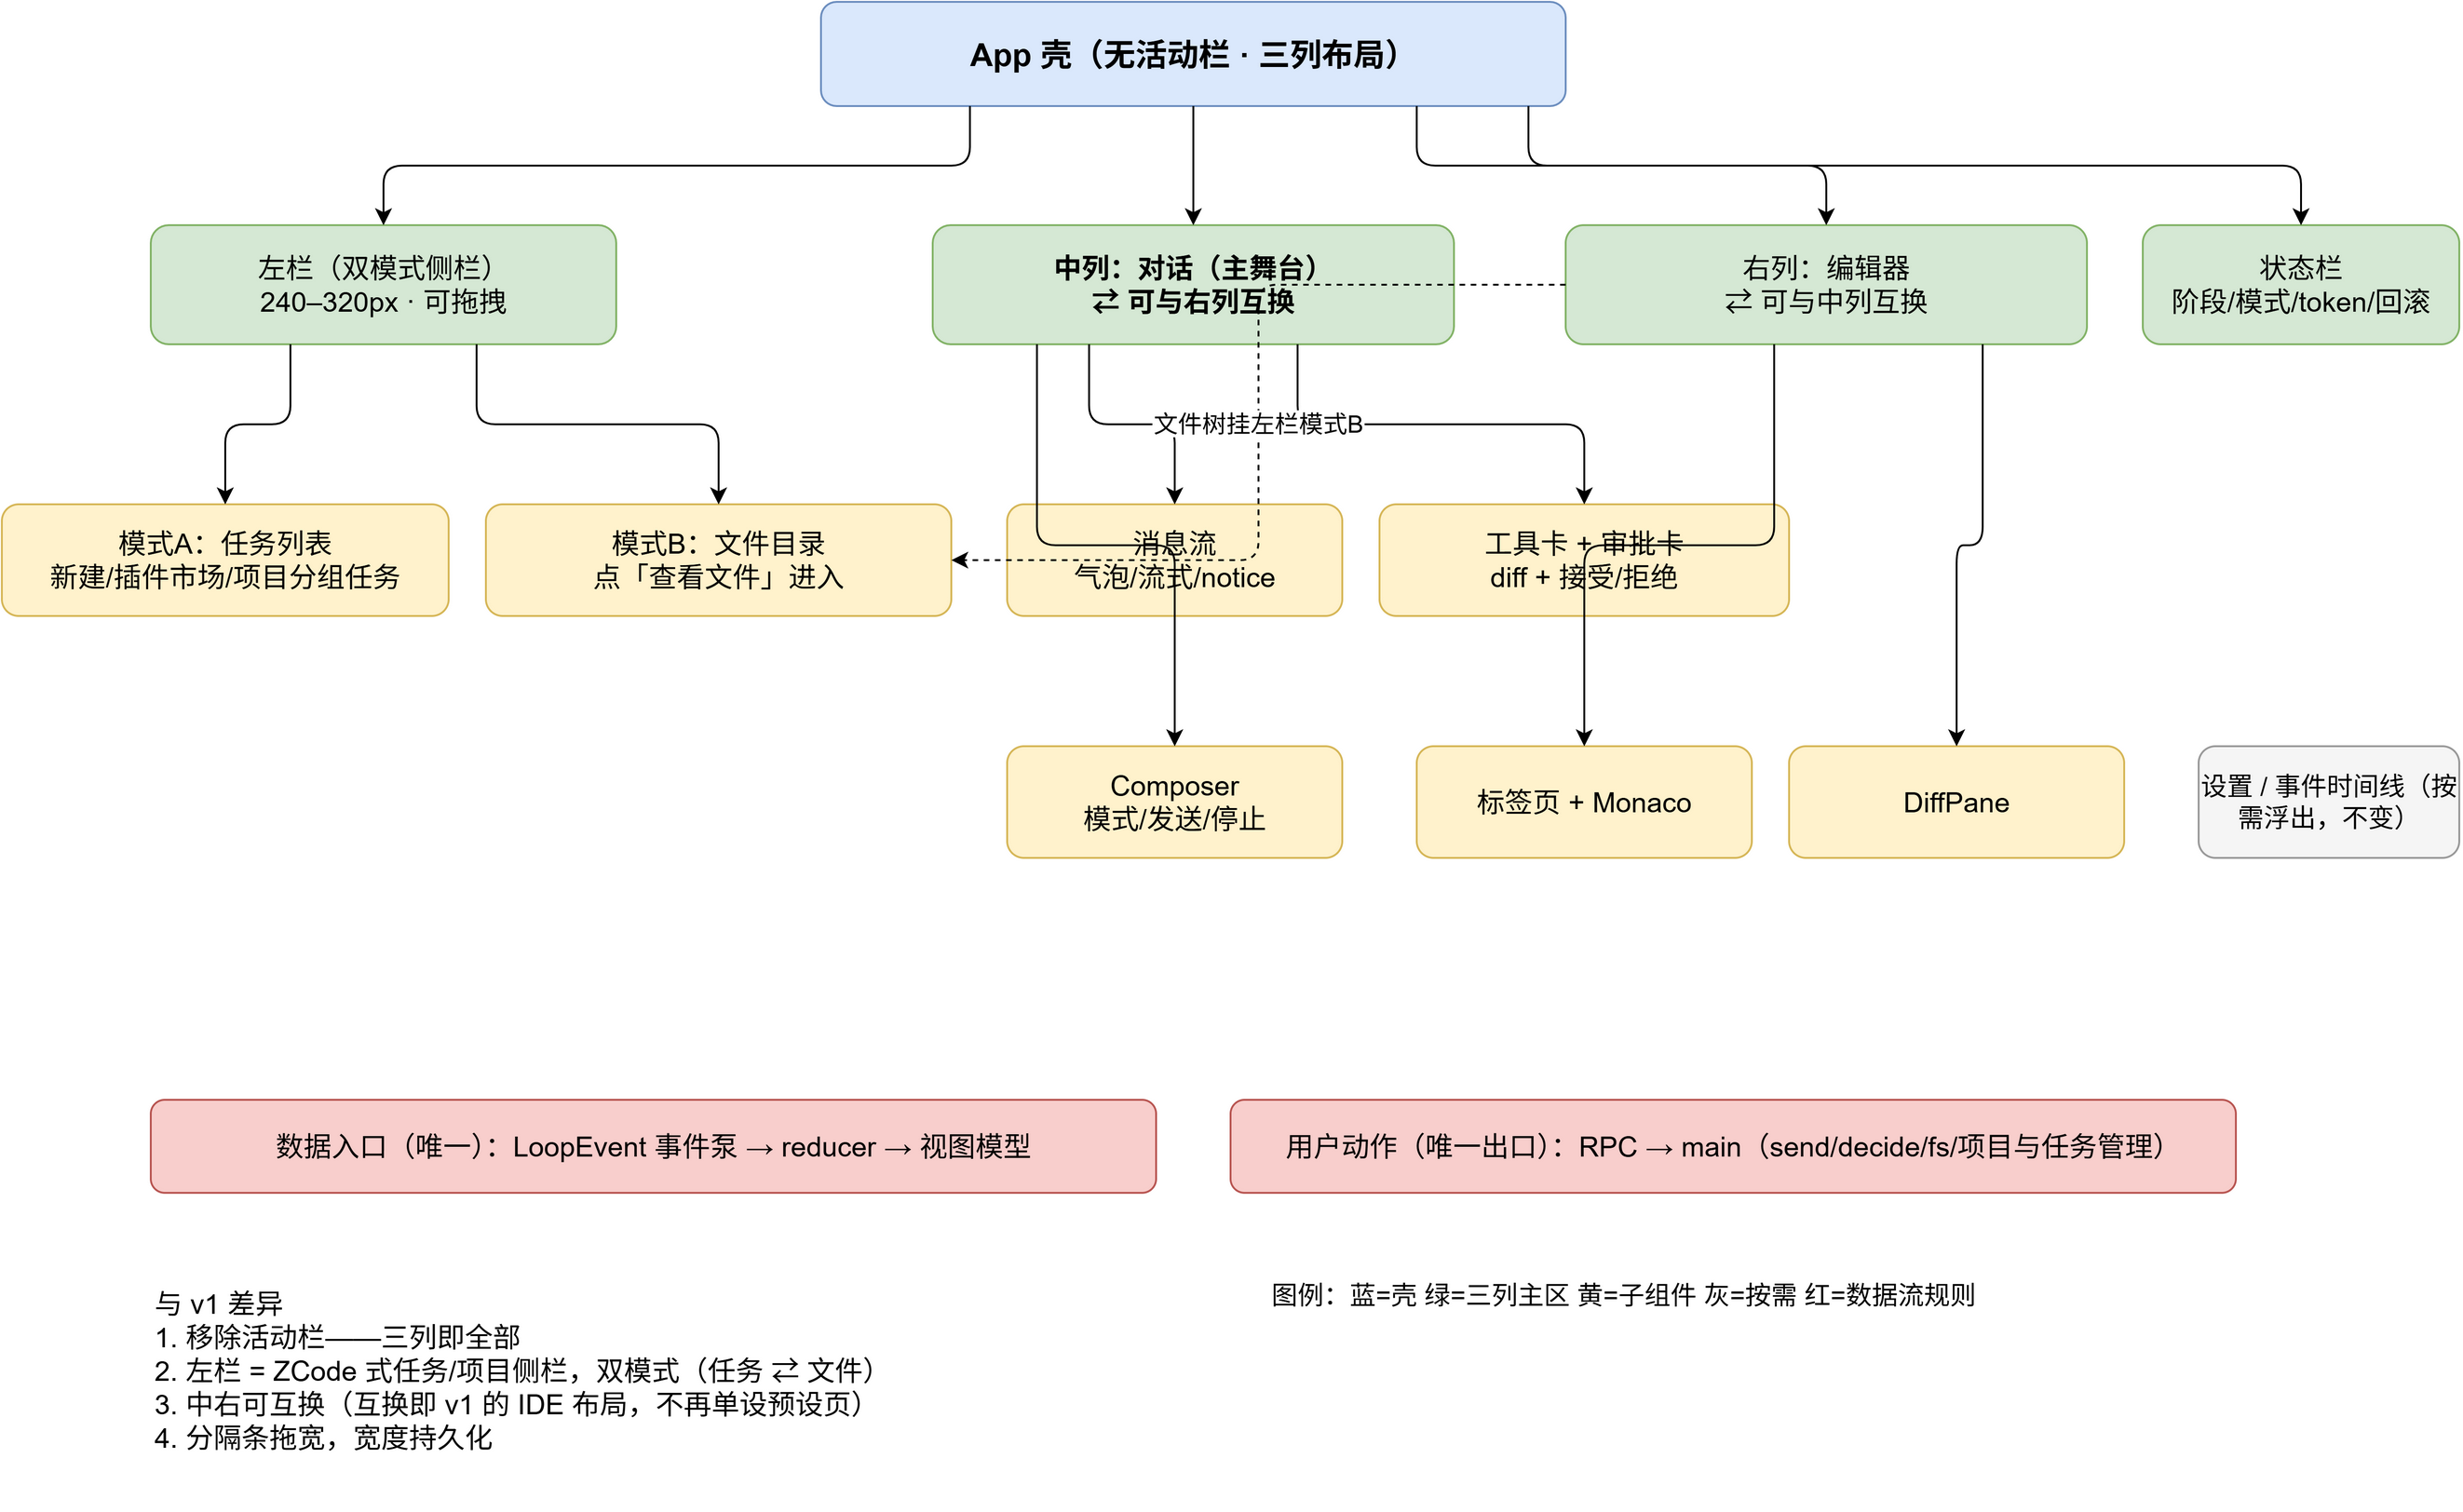 App 壳（无活动栏 · 三列布局）
左栏（双模式侧栏）
240–320px · 可拖拽
中列：对话（主舞台）
⇄ 可与右列互换
右列：编辑器
⇄ 可与中列互换
状态栏
阶段/模式/token/回滚
文件树挂左栏模式B
模式A：任务列表
新建/插件市场/项目分组任务
模式B：文件目录
点「查看文件」进入
消息流
气泡/流式/notice
工具卡 + 审批卡
diff + 接受/拒绝
Composer
模式/发送/停止
标签页 + Monaco
DiffPane
设置 / 事件时间线（按
需浮出，不变）
数据入口（唯一）：LoopEvent 事件泵 → reducer → 视图模型
用户动作（唯一出口）：RPC → main（send/decide/fs/项目与任务管理）
与 v1 差异
1. 移除活动栏——三列即全部
2. 左栏 = ZCode 式任务/项目侧栏，双模式（任务 ⇄ 文件）
3. 中右可互换（互换即 v1 的 IDE 布局，不再单设预设页）
4. 分隔条拖宽，宽度持久化
图例：蓝=壳 绿=三列主区 黄=子组件 灰=按需 红=数据流规则